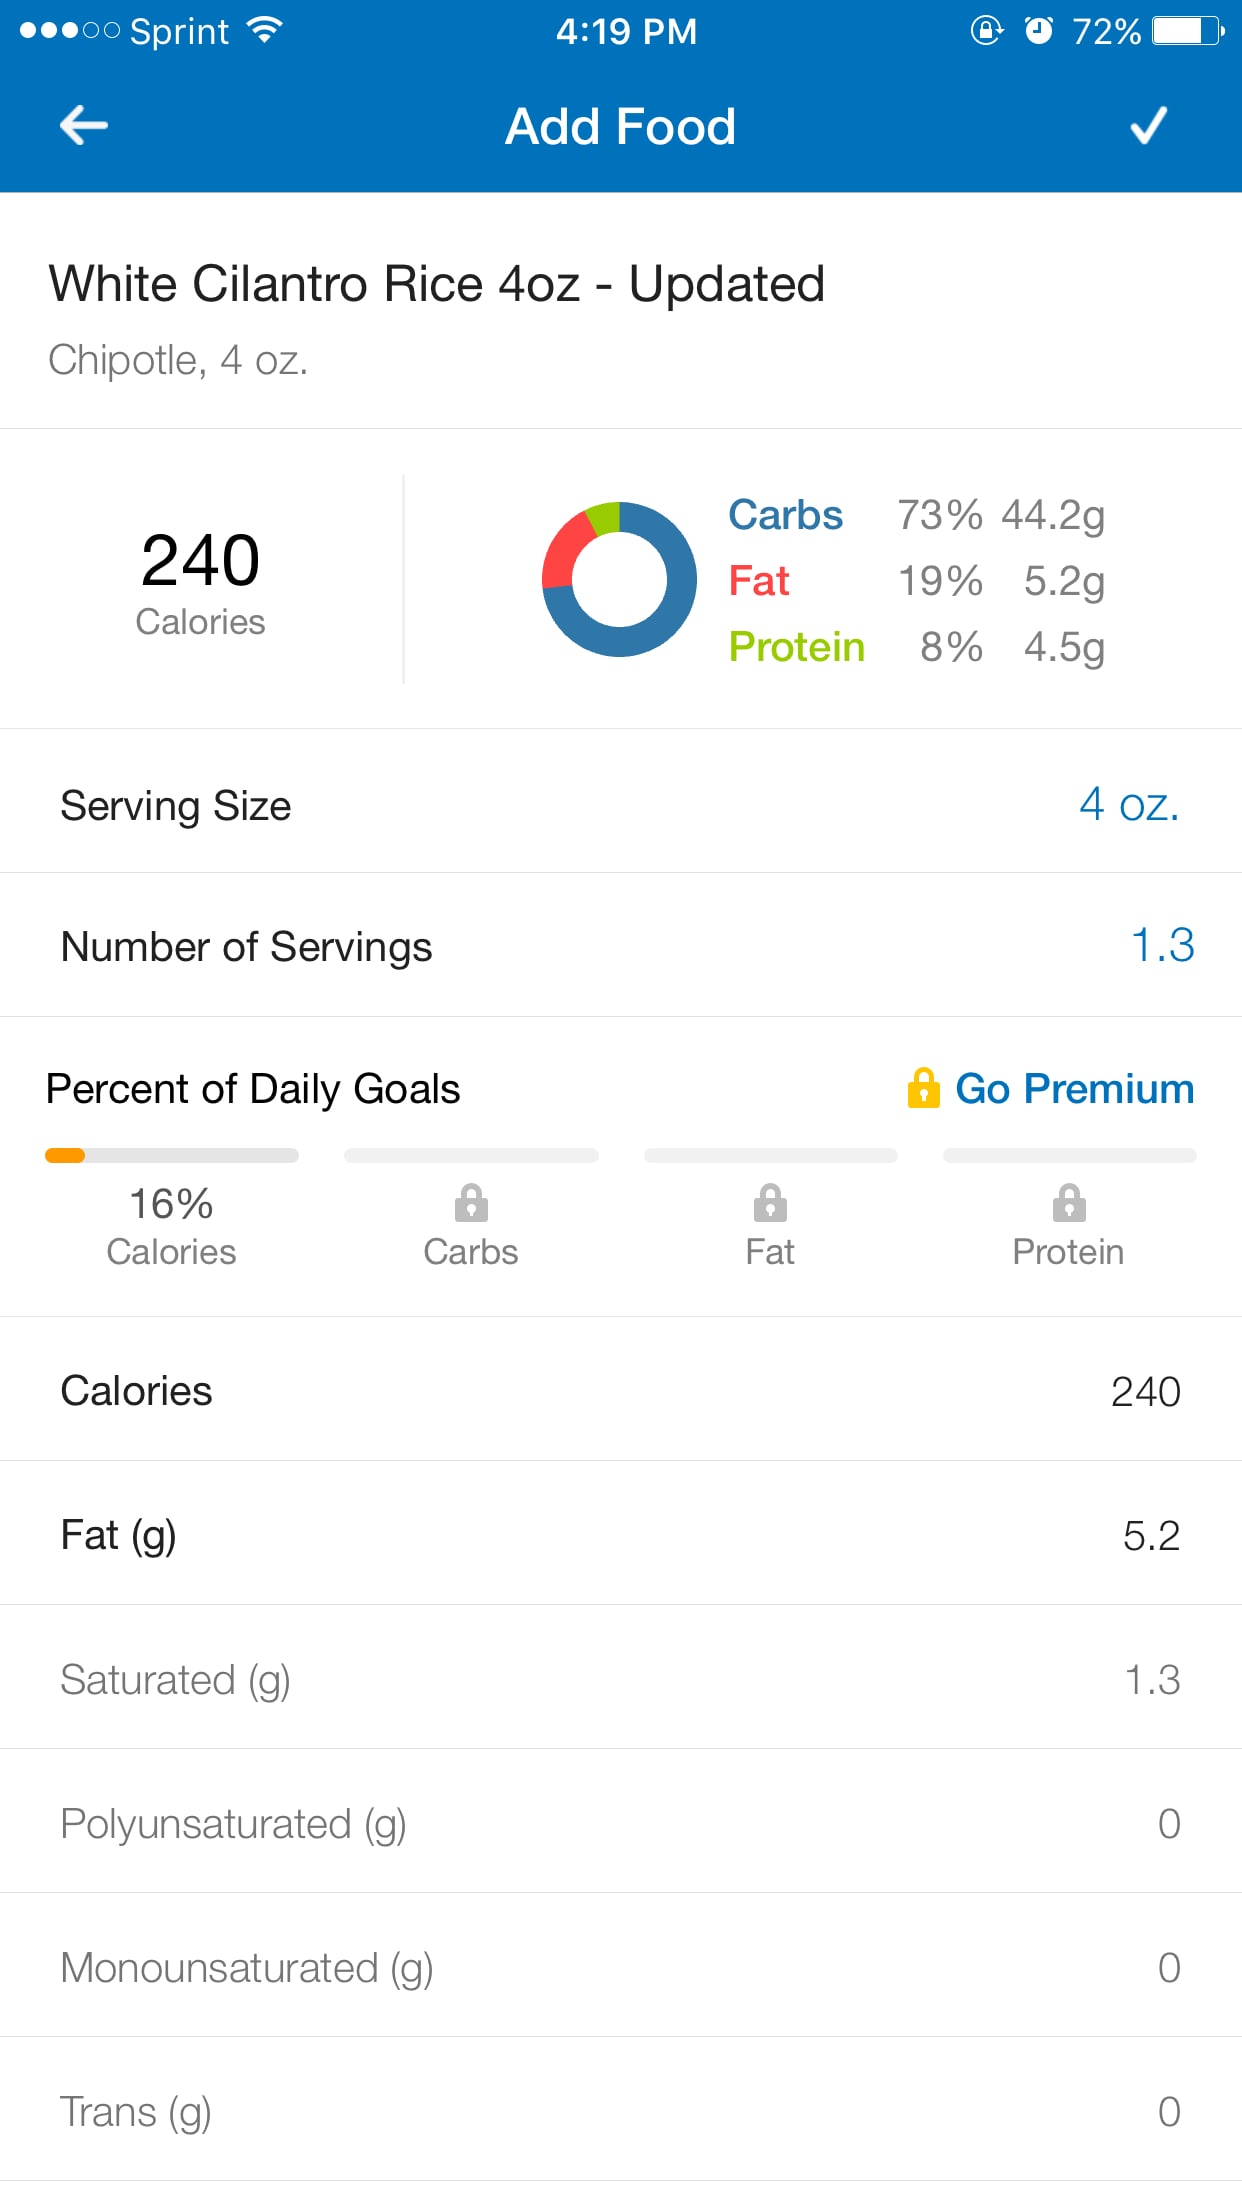 Sprint 4:19 PM 72%
Add Food
White Cilantro Rice 4oz - Updated
Chipotle, 4 oz.
240
Calories
Carbs 73% 44.2g
Fat 19% 5.2g
Protein 8% 4.5g
Serving Size 4 oz.
Number of Servings 1.3
Percent of Daily Goals Go Premium
16%
Calories Carbs Fat Protein
Calories 240
Fat (g) 5.2
Saturated (g) 1.3
Polyunsaturated (g) 0
Monounsaturated (g) 0
Trans (g) 0